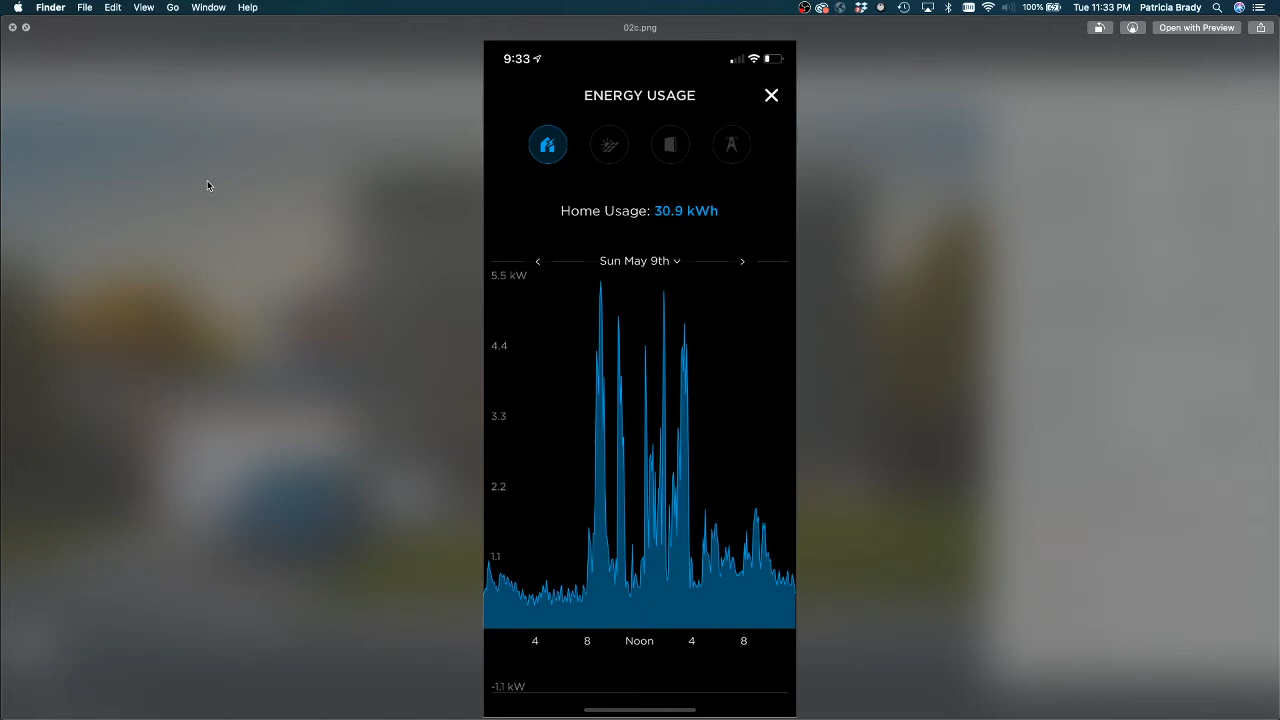 Finder File Edit View Go Window Help 100% Tue 11:33 PM Patricia Brady
02c.png
Open with Preview
9:33
ENERGY USAGE
Home Usage: 30.9 kWh
Sun May 9th
5.5 kW
4.4
3.3
2.2
1.1
4 8 Noon 4 8
-1.1 kW